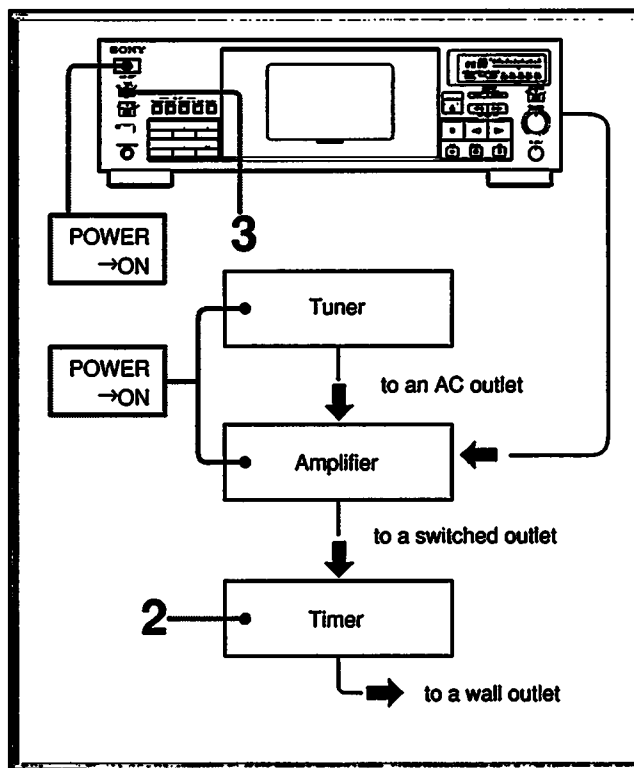 SONY
POWER
→ON
3
Tuner
POWER
→ON
to an AC outlet
Amplifier
to a switched outlet
2
Timer
to a wall outlet